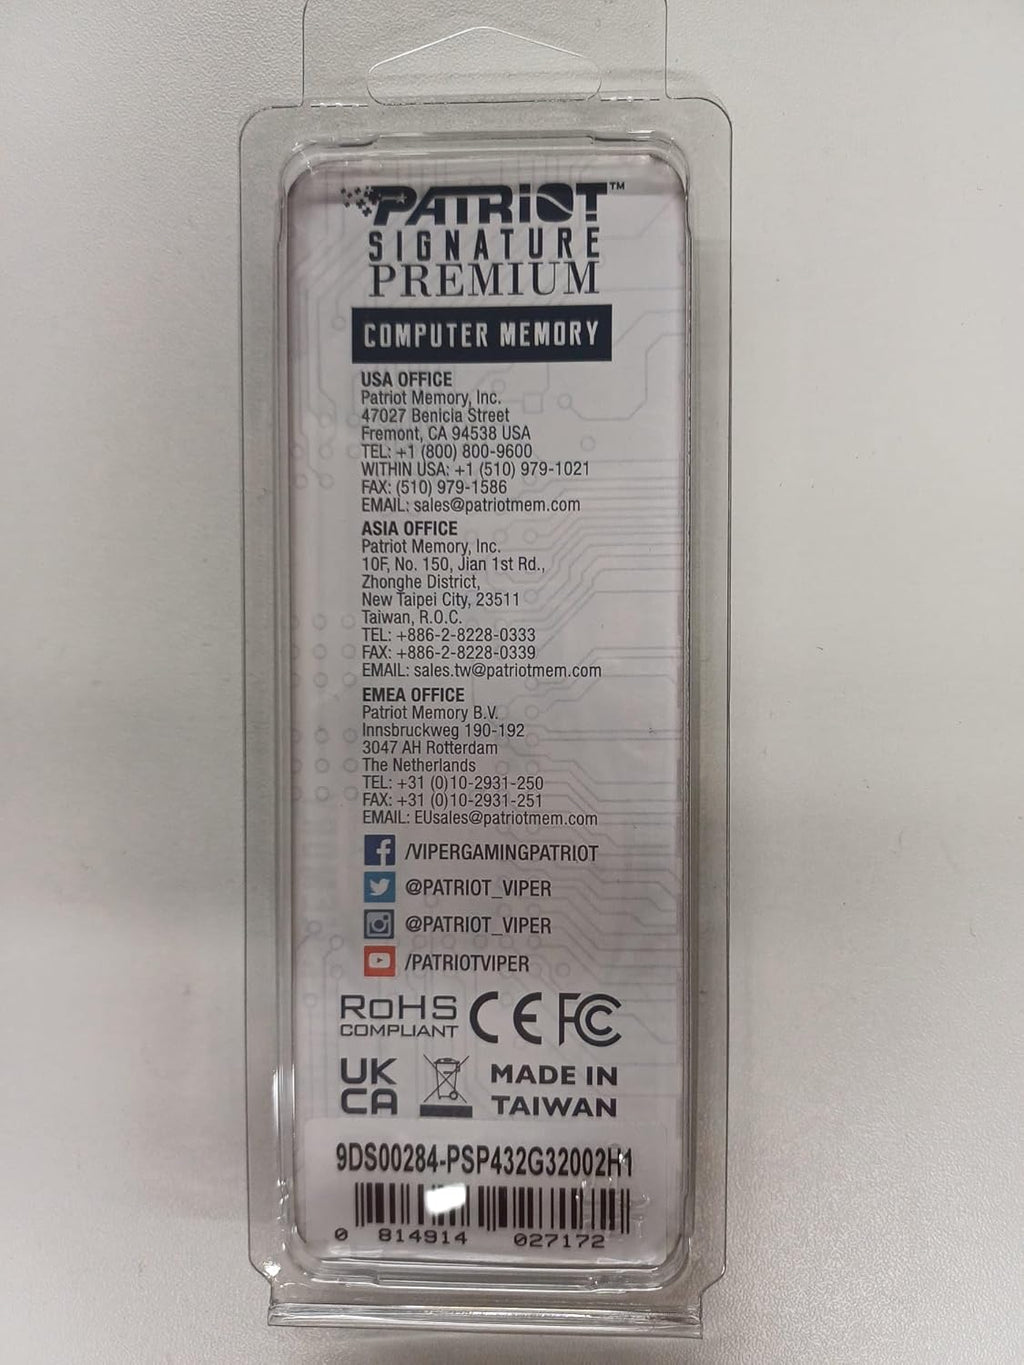 PATRIOT™
SIGNATURE
PREMIUM
COMPUTER MEMORY
USA OFFICE
Patriot Memory, Inc.
47027 Benicia Street
Fremont, CA 94538 USA
TEL: +1 (800) 800-9600
WITHIN USA: +1 (510) 979-1021
FAX: (510) 979-1586
EMAIL: sales@patriotmem.com
ASIA OFFICE
Patriot Memory, Inc.
10F, No. 150, Jian 1st Rd.,
Zhonghe District,
New Taipei City, 23511
Taiwan, R.O.C.
TEL: +886-2-8228-0333
FAX: +886-2-8228-0339
EMAIL: sales.tw@patriotmem.com
EMEA OFFICE
Patriot Memory B.V.
Innsbruckweg 190-192
3047 AH Rotterdam
The Netherlands
TEL: +31 (0)10-2931-250
FAX: +31 (0)10-2931-251
EMAIL: EUsales@patriotmem.com
/VIPERGAMINGPATRIOT
@PATRIOT_VIPER
@PATRIOT_VIPER
/PATRIOTVIPER
RoHS CE FC
COMPLIANT
UK MADE IN
CA TAIWAN
9DS00284-PSP432G32002H1
0 814914 027172